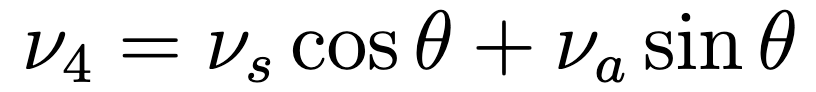 ν₄ = νₛ cos θ + νₐ sin θ